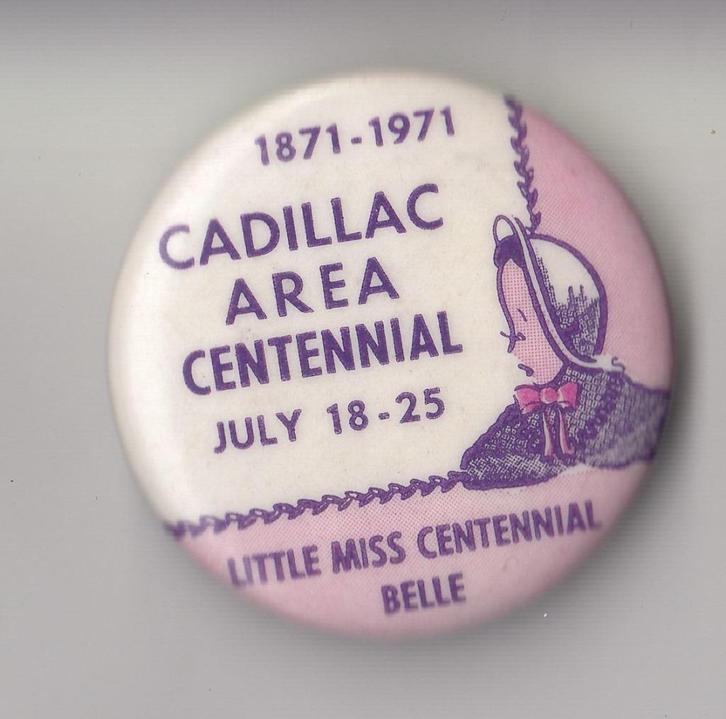 1871-1971
CADILLAC
AREA
CENTENNIAL
JULY 18-25
LITTLE MISS CENTENNIAL
BELLE